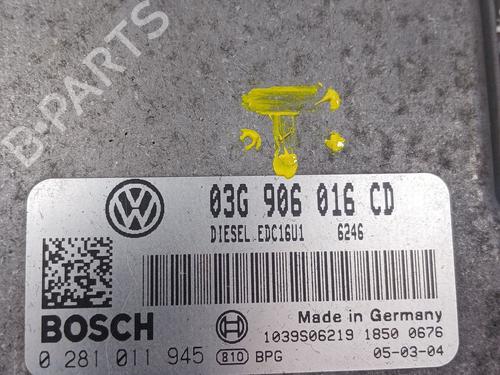 B-PARTS
03G 906 016 CD
DIESEL EDC16U1 6246
BOSCH
Made in Germany
1039S06219 1850 0676
0 281 011 945 810 BPG 05-03-04